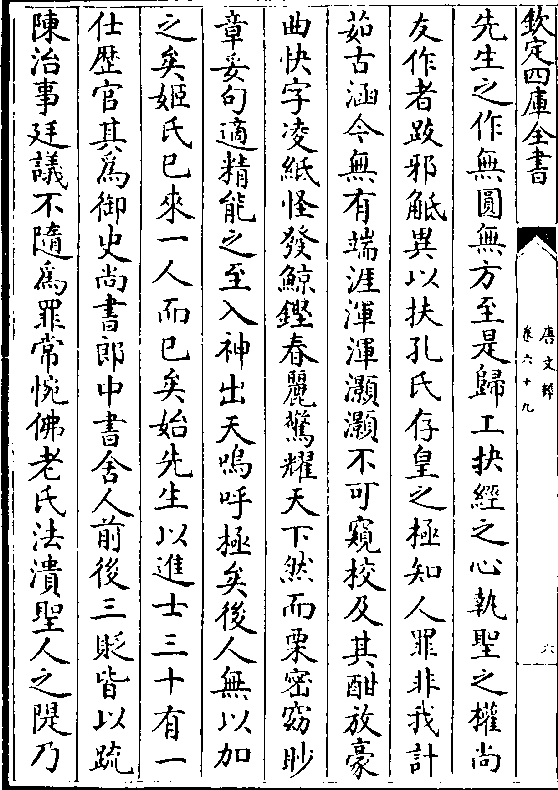 欽定四庫全書
唐文粹
卷六十九
六
先生之作無圓無方至是歸工抉經之心執聖之權尚
友作者跋邪觝異以扶孔氏存皇之極知人罪非我計
茹古涵今無有端涯渾渾灝灝不可窺校及其酣放豪
曲快字凌紙怪發鯨鏗春麗驚耀天下然而栗密窈眇
章妥句適精能之至入神出天嗚呼極矣後人無以加
之矣姬氏已來一人而已矣始先生以進士三十有一
仕歴官其為御史尚書郎中書舍人前後三貶皆以疏
陳治事廷議不隨為罪常惋佛老氏法潰聖人之隄乃